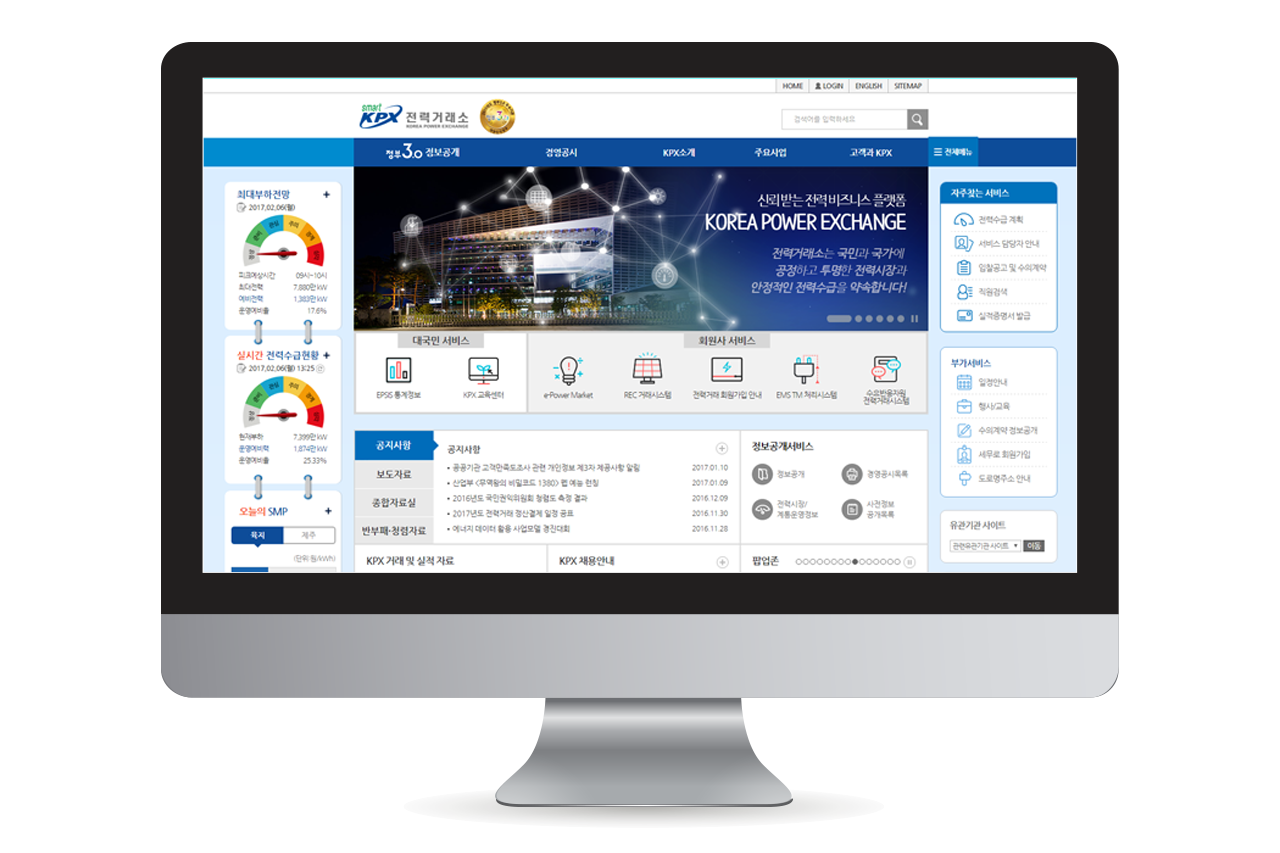 HOME
LOGIN
ENGLISH
SITEMAP
smart
KPX 전력거래소
KOREA POWER EXCHANGE
검색어를 입력하세요
정부3.0 정보공개
경영공시
KPX소개
주요사업
고객과 KPX
전체메뉴
최대부하전망
2017.02.06(월)
피크예상시간 09시~10시
최대전력 7,880만 kW
예비전력 1,383만 kW
운영예비율 17.6%
실시간 전력수급현황
2017.02.06(월) 13:25
현재부하 7,399만 kW
운영예비력 1,874만 kW
운영예비율 25.33%
오늘의 SMP
육지
제주
(단위:원/kWh)
신뢰받는 전력 비즈니스 플랫폼
KOREA POWER EXCHANGE
전력거래소는 국민과 국가에
공정하고 투명한 전력시장과
안정적인 전력수급을 약속합니다!
대국민 서비스
EPSIS 통계정보
KPX 교육센터
회원사 서비스
e-Power Market
REC 거래시스템
전력거래 회원가입 안내
EMS TM 처리시스템
수요반응자원
전력거래시스템
공지사항
보도자료
종합자료실
반부패·청렴자료
공지사항
• 공공기관 고객만족도조사 관련 개인정보 제3자 제공사항 알림 2017.01.10
• 산업부 <무역왕의 비밀코드 1380> 웹 예능 런칭 2017.01.09
• 2016년도 국민권익위원회 청렴도 측정 결과 2016.12.09
• 2017년도 전력거래 정산결제 일정 공표 2016.11.30
• 에너지 데이터 활용 사업모델 경진대회 2016.11.28
정보공개서비스
정보공개
경영공시목록
전력시장/
계통운영정보
사전정보
공개목록
KPX 거래 및 실적 자료
KPX 채용안내
팝업존
자주찾는 서비스
전력수급 계획
서비스 담당자 안내
입찰공고 및 수의계약
직원검색
실적증명서 발급
부가서비스
일정안내
행사/교육
수의계약 정보공개
세무로 회원가입
도로명주소 안내
유관기관 사이트
관련유관기관 사이트
이동